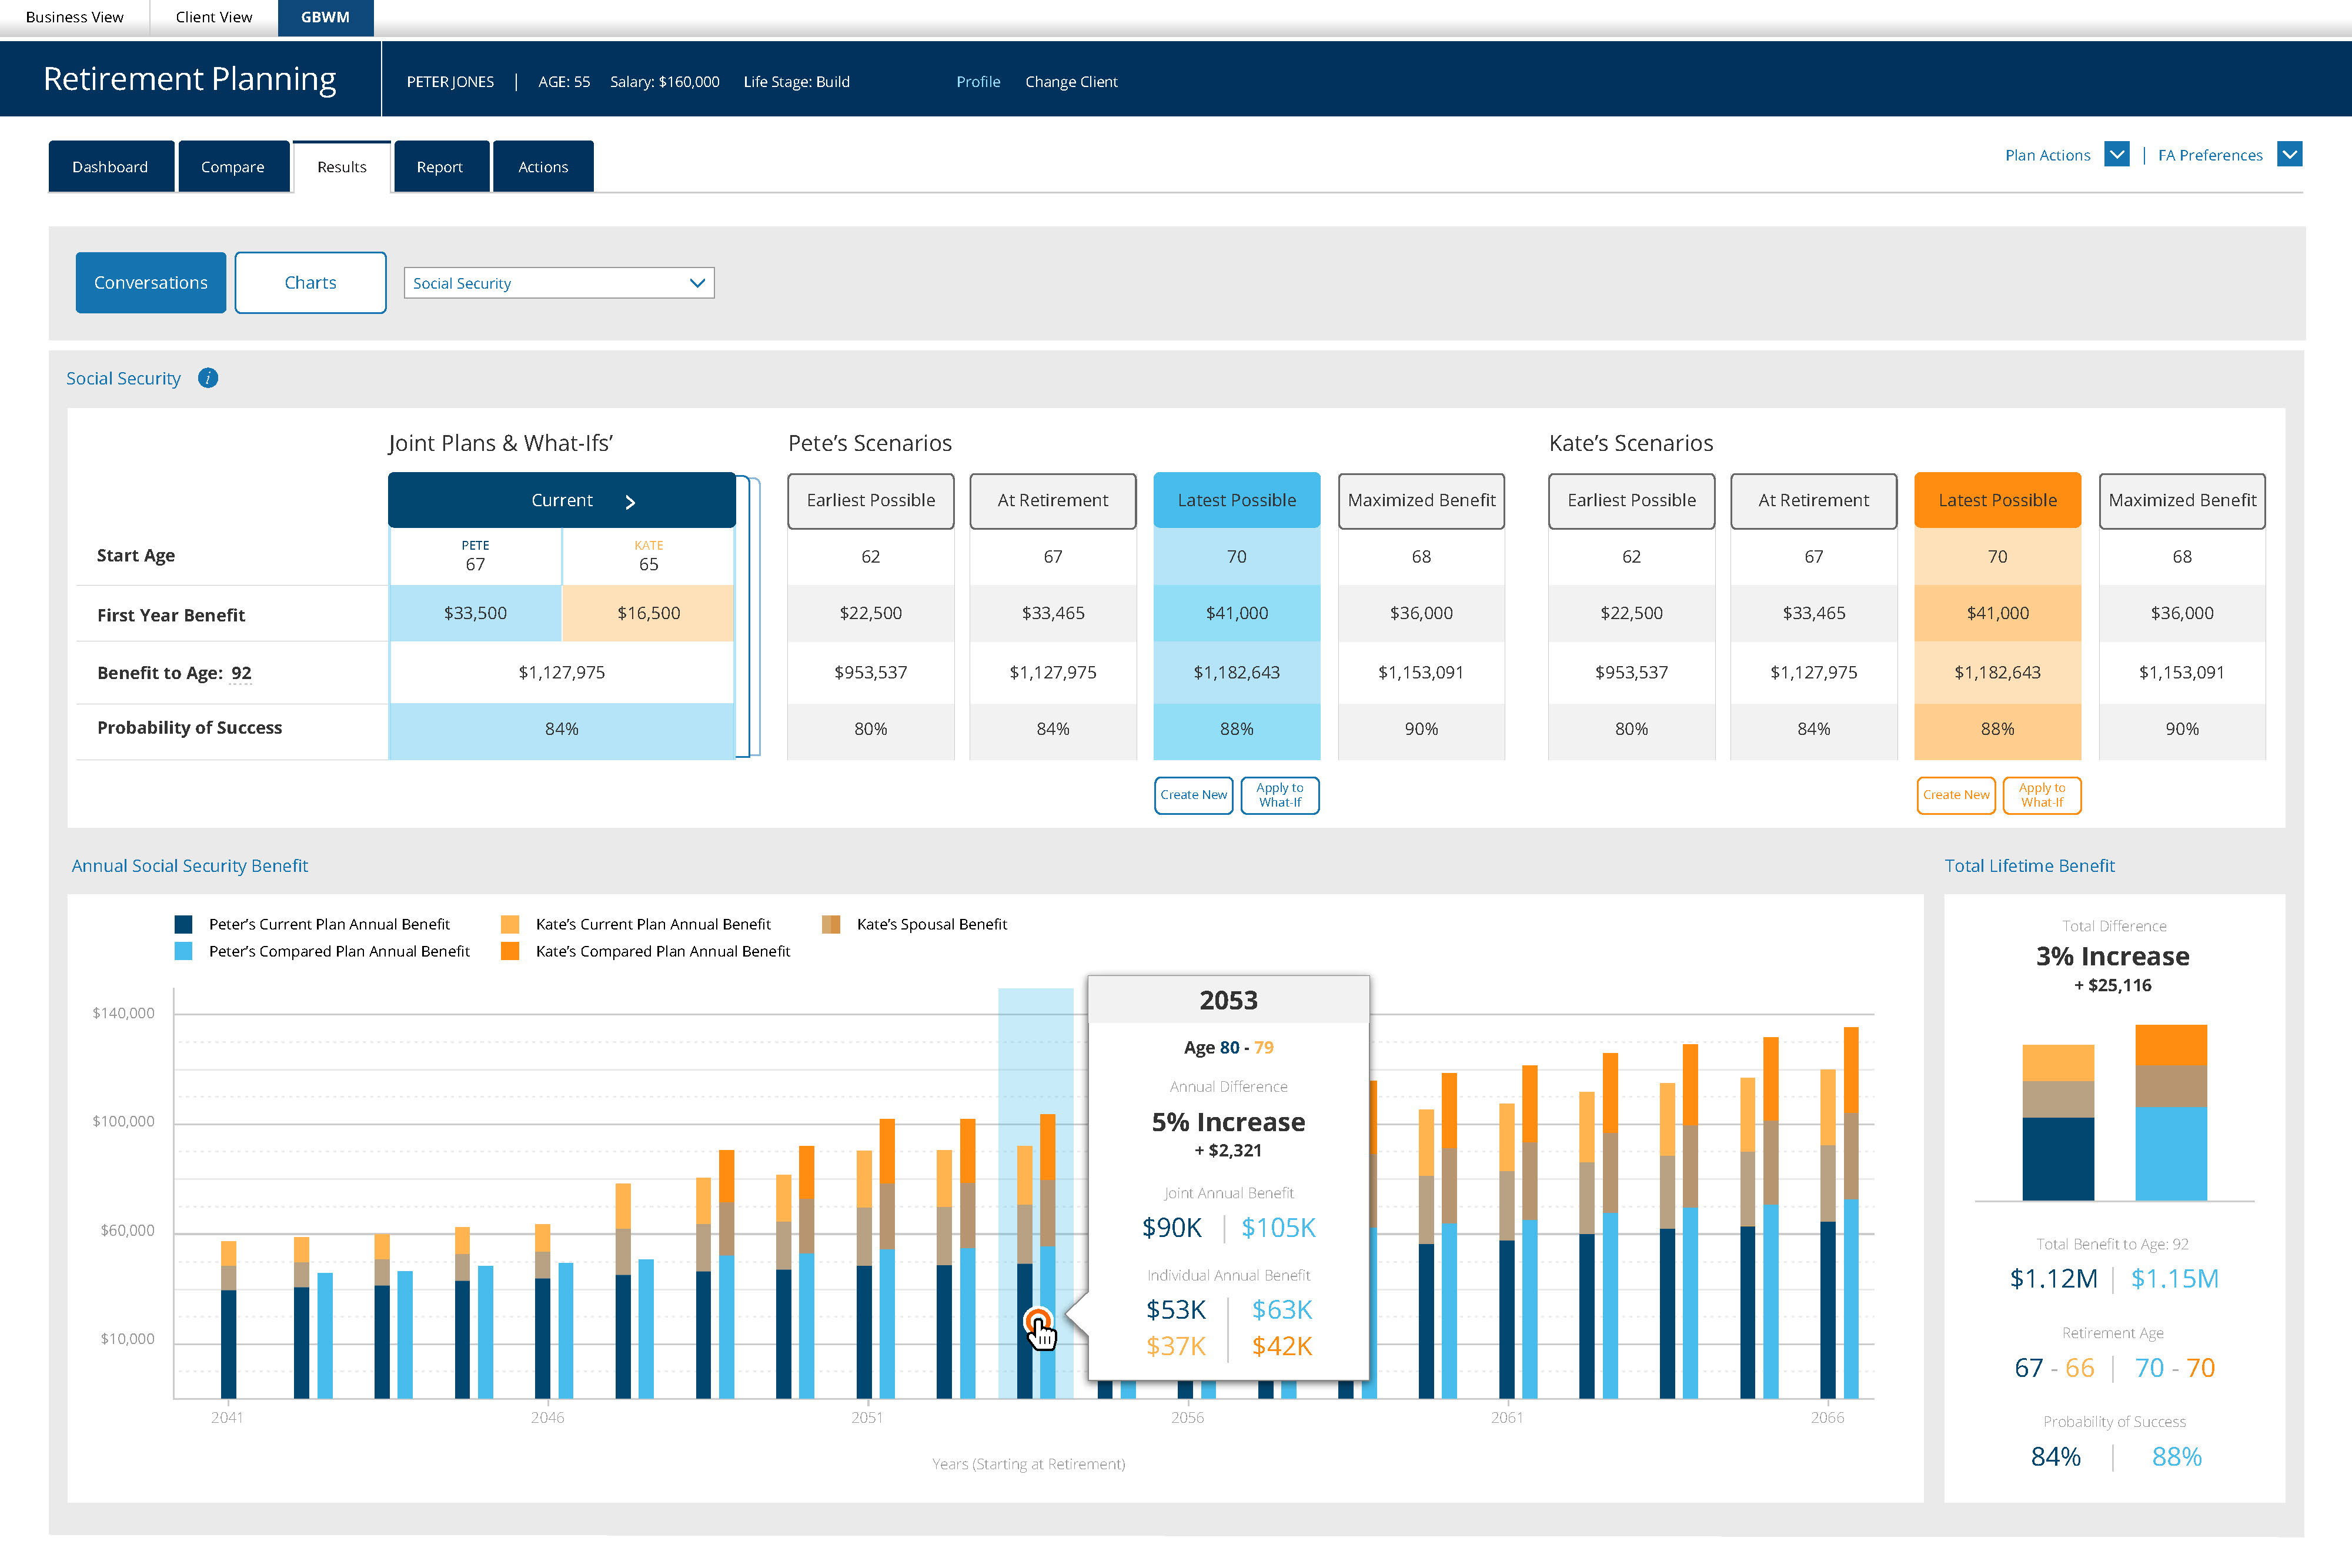 Business View
Client View
GBWM
Retirement Planning
PETER JONES | AGE: 55 Salary: $160,000 Life Stage: Build
Profile Change Client
Dashboard
Compare
Results
Report
Actions
Plan Actions | FA Preferences
Conversations
Charts
Social Security
Social Security i
Joint Plans & What-Ifs’
Pete’s Scenarios
Kate’s Scenarios
Current >
Earliest Possible
At Retirement
Latest Possible
Maximized Benefit
Earliest Possible
At Retirement
Latest Possible
Maximized Benefit
Start Age
PETE
67
KATE
65
62 67 70 68 62 67 70 68
First Year Benefit $33,500 $16,500 $22,500 $33,465 $41,000 $36,000 $22,500 $33,465 $41,000 $36,000
Benefit to Age: 92 $1,127,975 $953,537 $1,127,975 $1,182,643 $1,153,091 $953,537 $1,127,975 $1,182,643 $1,153,091
Probability of Success 84% 80% 84% 88% 90% 80% 84% 88% 90%
Create New
Apply to
What-If
Create New
Apply to
What-If
Annual Social Security Benefit
Total Lifetime Benefit
Peter’s Current Plan Annual Benefit
Kate’s Current Plan Annual Benefit
Kate’s Spousal Benefit
Peter’s Compared Plan Annual Benefit
Kate’s Compared Plan Annual Benefit
$140,000
$100,000
$60,000
$10,000
2041
2046
2051
2056
2061
2066
Years (Starting at Retirement)
2053
Age 80 - 79
Annual Difference
5% Increase
+ $2,321
Joint Annual Benefit
$90K | $105K
Individual Annual Benefit
$53K | $63K
$37K | $42K
Total Difference
3% Increase
+ $25,116
Total Benefit to Age: 92
$1.12M | $1.15M
Retirement Age
67 - 66 | 70 - 70
Probability of Success
84% | 88%